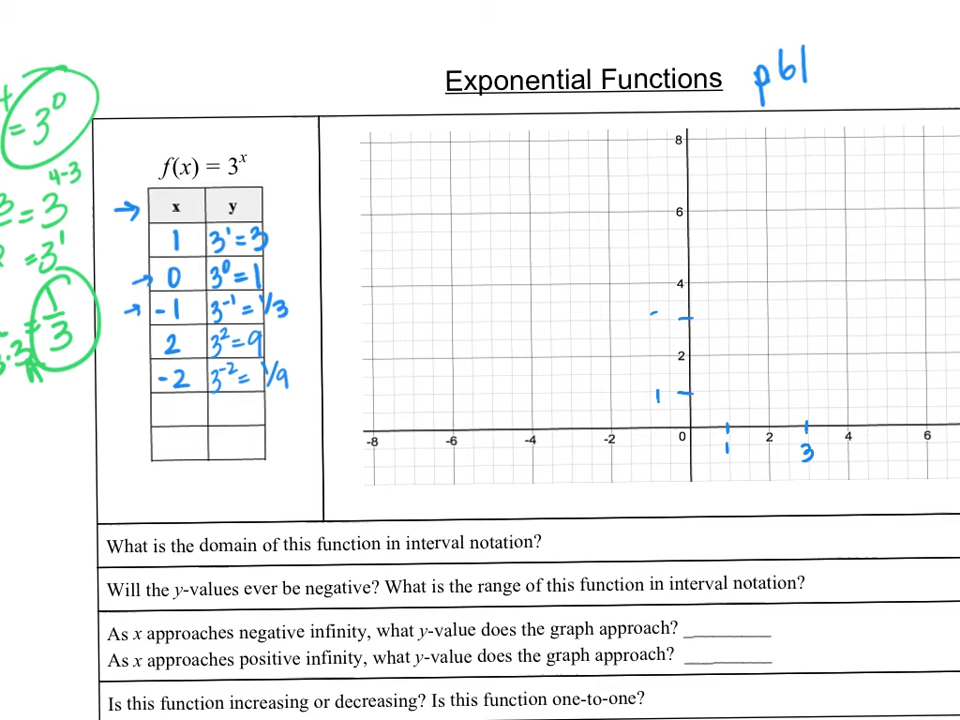 Exponential Functions p61
= 3⁰
4-3
= 3
= 3¹
1/3
f(x) = 3ˣ
→ x y
1 3¹ = 3
→ 0 3⁰ = 1
→ -1 3⁻¹ = 1/3
2 3² = 9
-2 3⁻² = 1/9
8
6
4
2
1
-8 -6 -4 -2 0 2 4 6
1 3
What is the domain of this function in interval notation?
Will the y-values ever be negative? What is the range of this function in interval notation?
As x approaches negative infinity, what y-value does the graph approach? __________
As x approaches positive infinity, what y-value does the graph approach? __________
Is this function increasing or decreasing? Is this function one-to-one?